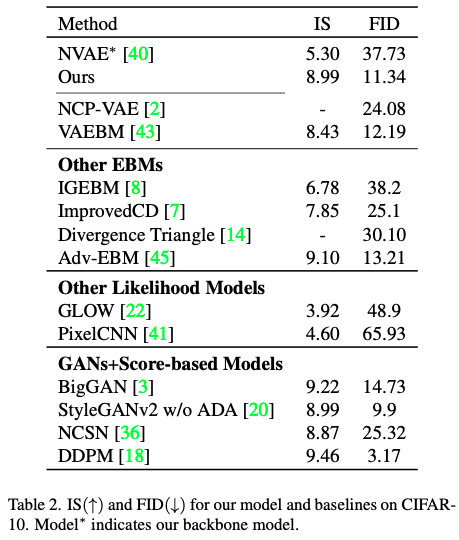 Method IS FID
NVAE* [40] 5.30 37.73
Ours 8.99 11.34
NCP-VAE [2] - 24.08
VAEBM [43] 8.43 12.19
Other EBMs
IGEBM [8] 6.78 38.2
ImprovedCD [7] 7.85 25.1
Divergence Triangle [14] - 30.10
Adv-EBM [45] 9.10 13.21
Other Likelihood Models
GLOW [22] 3.92 48.9
PixelCNN [41] 4.60 65.93
GANs+Score-based Models
BigGAN [3] 9.22 14.73
StyleGANv2 w/o ADA [20] 8.99 9.9
NCSN [36] 8.87 25.32
DDPM [18] 9.46 3.17
Table 2. IS(↑) and FID(↓) for our model and baselines on CIFAR-
10. Model* indicates our backbone model.